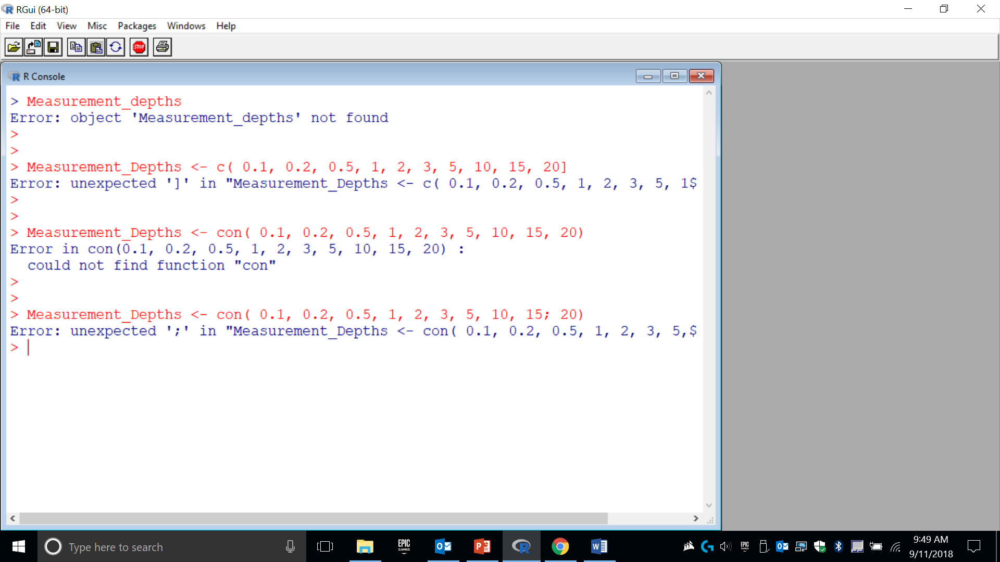 RGui (64-bit)
File Edit View Misc Packages Windows Help
STOP
R Console
> Measurement_depths
Error: object 'Measurement_depths' not found
>
>
> Measurement_Depths <- c( 0.1, 0.2, 0.5, 1, 2, 3, 5, 10, 15, 20]
Error: unexpected ']' in "Measurement_Depths <- c( 0.1, 0.2, 0.5, 1, 2, 3, 5, 1$
>
>
> Measurement_Depths <- con( 0.1, 0.2, 0.5, 1, 2, 3, 5, 10, 15, 20)
Error in con(0.1, 0.2, 0.5, 1, 2, 3, 5, 10, 15, 20) :
  could not find function "con"
>
>
> Measurement_Depths <- con( 0.1, 0.2, 0.5, 1, 2, 3, 5, 10, 15; 20)
Error: unexpected ';' in "Measurement_Depths <- con( 0.1, 0.2, 0.5, 1, 2, 3, 5,$
>
Type here to search
EPIC GAMES
9:49 AM
9/11/2018